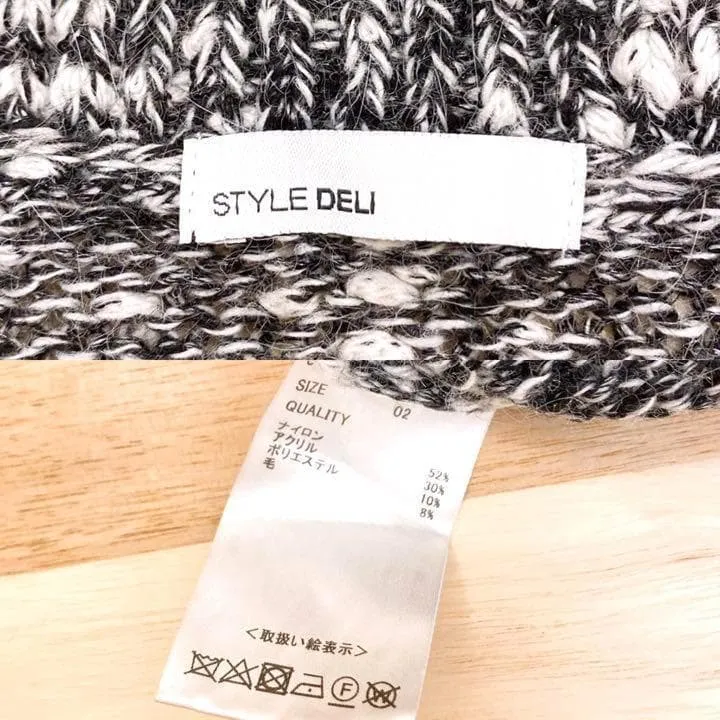 STYLE DELI
SIZE 02
QUALITY
ナイロン 52%
アクリル 30%
ポリエステル 10%
毛 8%
<取扱い絵表示>
F W